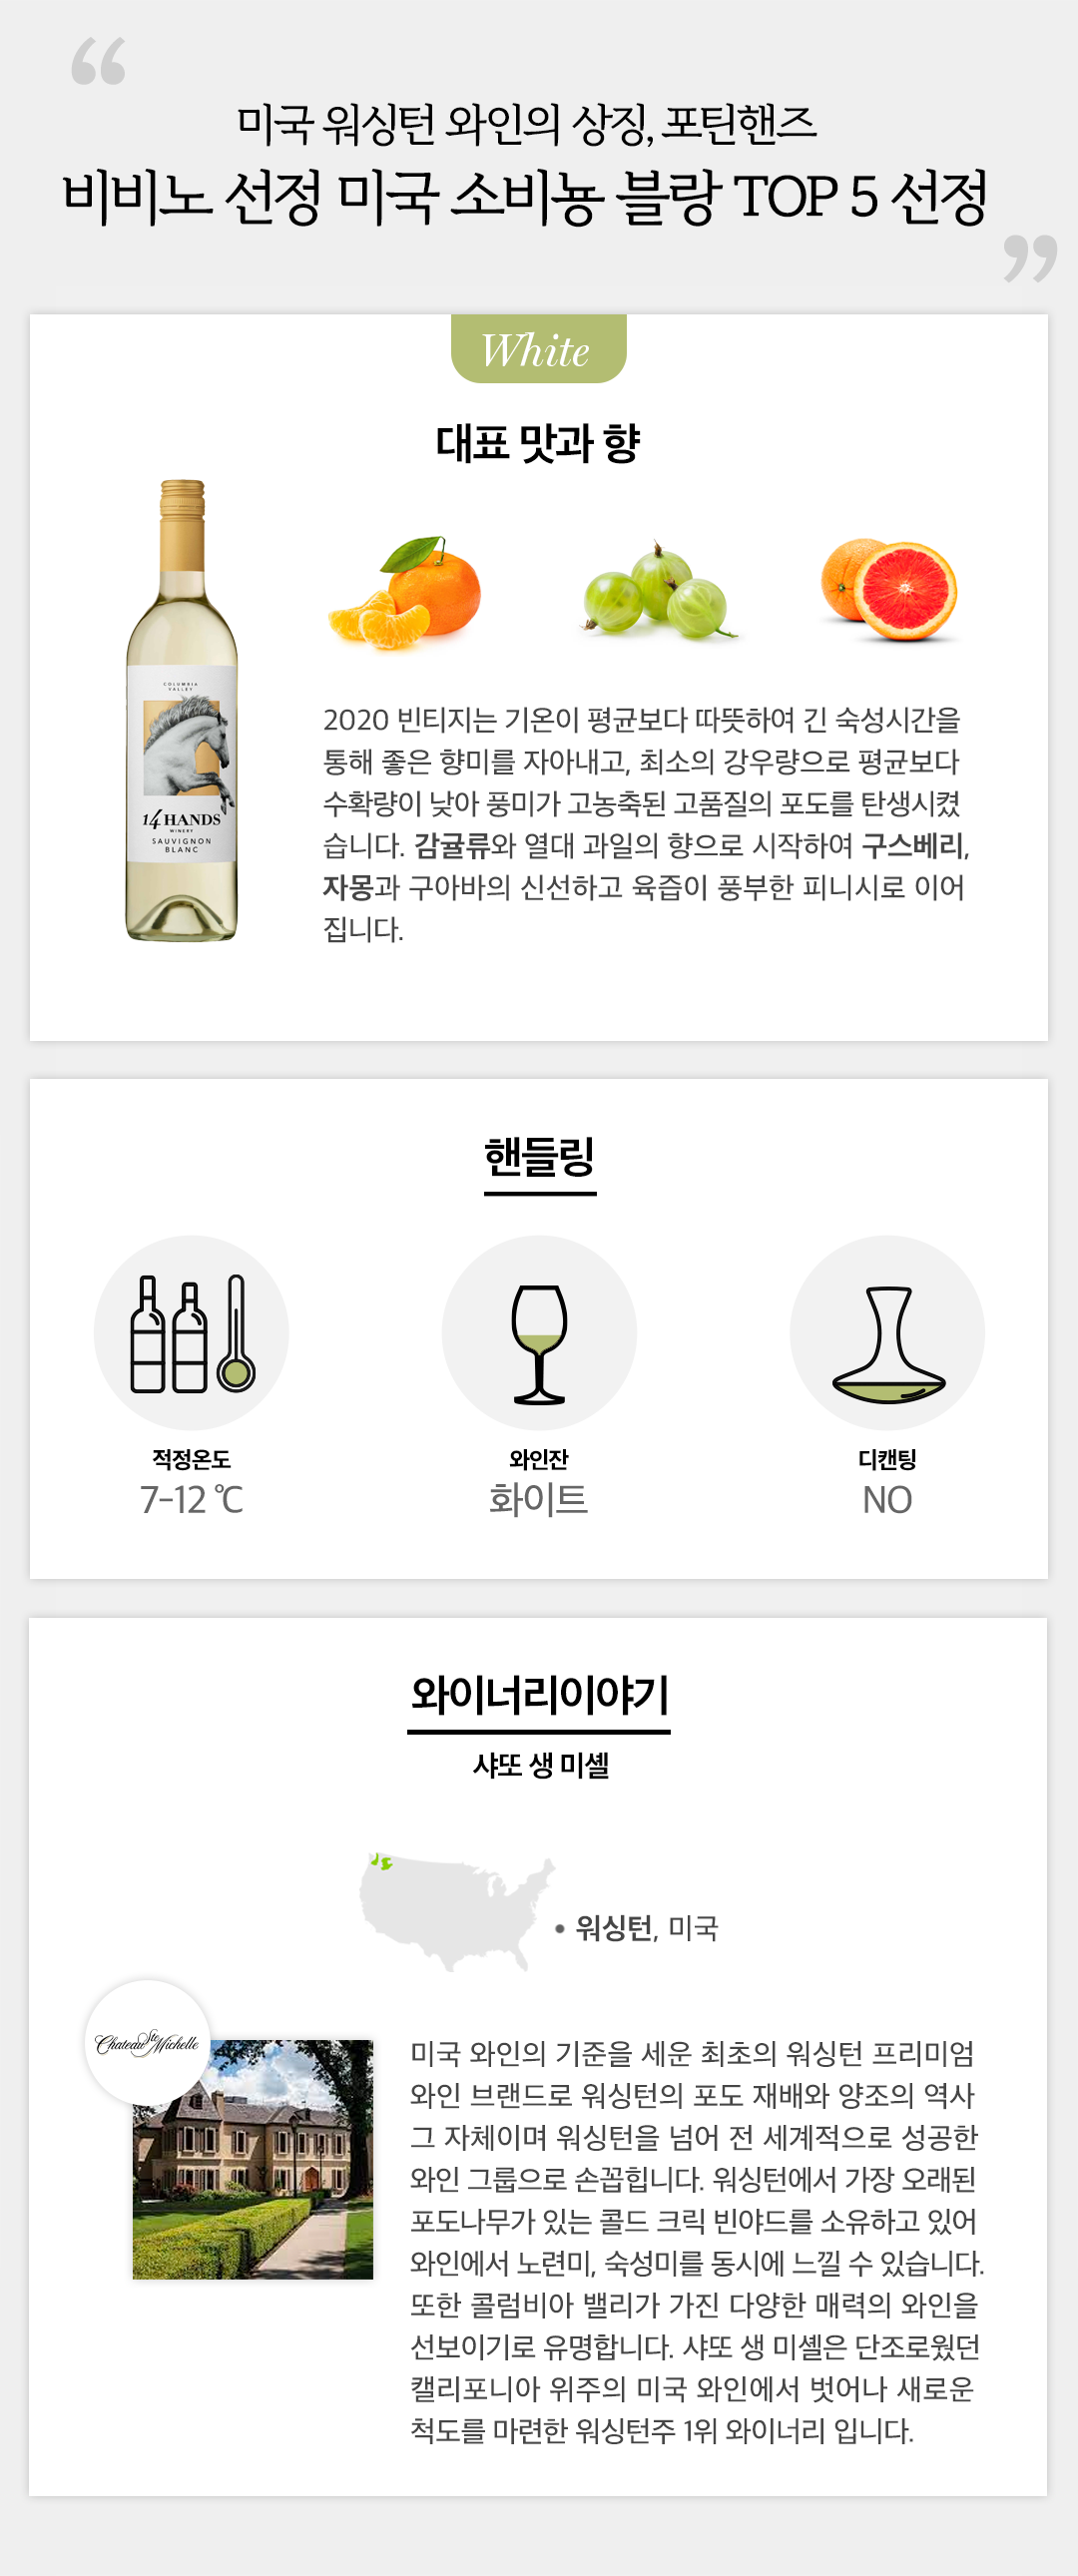 미국 워싱턴 와인의 상징, 포틴핸즈
비비노 선정 미국 소비뇽 블랑 TOP 5 선정
White
대표 맛과 향
COLUMBIA
VALLEY
14 HANDS
WINERY
SAUVIGNON
BLANC
2020 빈티지는 기온이 평균보다 따뜻하여 긴 숙성시간을
통해 좋은 향미를 자아내고, 최소의 강우량으로 평균보다
수확량이 낮아 풍미가 고농축된 고품질의 포도를 탄생시켰
습니다. 감귤류와 열대 과일의 향으로 시작하여 구스베리,
자몽과 구아바의 신선하고 육즙이 풍부한 피니시로 이어
집니다.
핸들링
적정온도
7-12 ℃
와인잔
화이트
디캔팅
NO
와이너리이야기
샤또 생 미셸
• 워싱턴, 미국
Chateau Ste Michelle
미국 와인의 기준을 세운 최초의 워싱턴 프리미엄
와인 브랜드로 워싱턴의 포도 재배와 양조의 역사
그 자체이며 워싱턴을 넘어 전 세계적으로 성공한
와인 그룹으로 손꼽힙니다. 워싱턴에서 가장 오래된
포도나무가 있는 콜드 크릭 빈야드를 소유하고 있어
와인에서 노련미, 숙성미를 동시에 느낄 수 있습니다.
또한 콜럼비아 밸리가 가진 다양한 매력의 와인을
선보이기로 유명합니다. 샤또 생 미셸은 단조로웠던
캘리포니아 위주의 미국 와인에서 벗어나 새로운
척도를 마련한 워싱턴주 1위 와이너리 입니다.